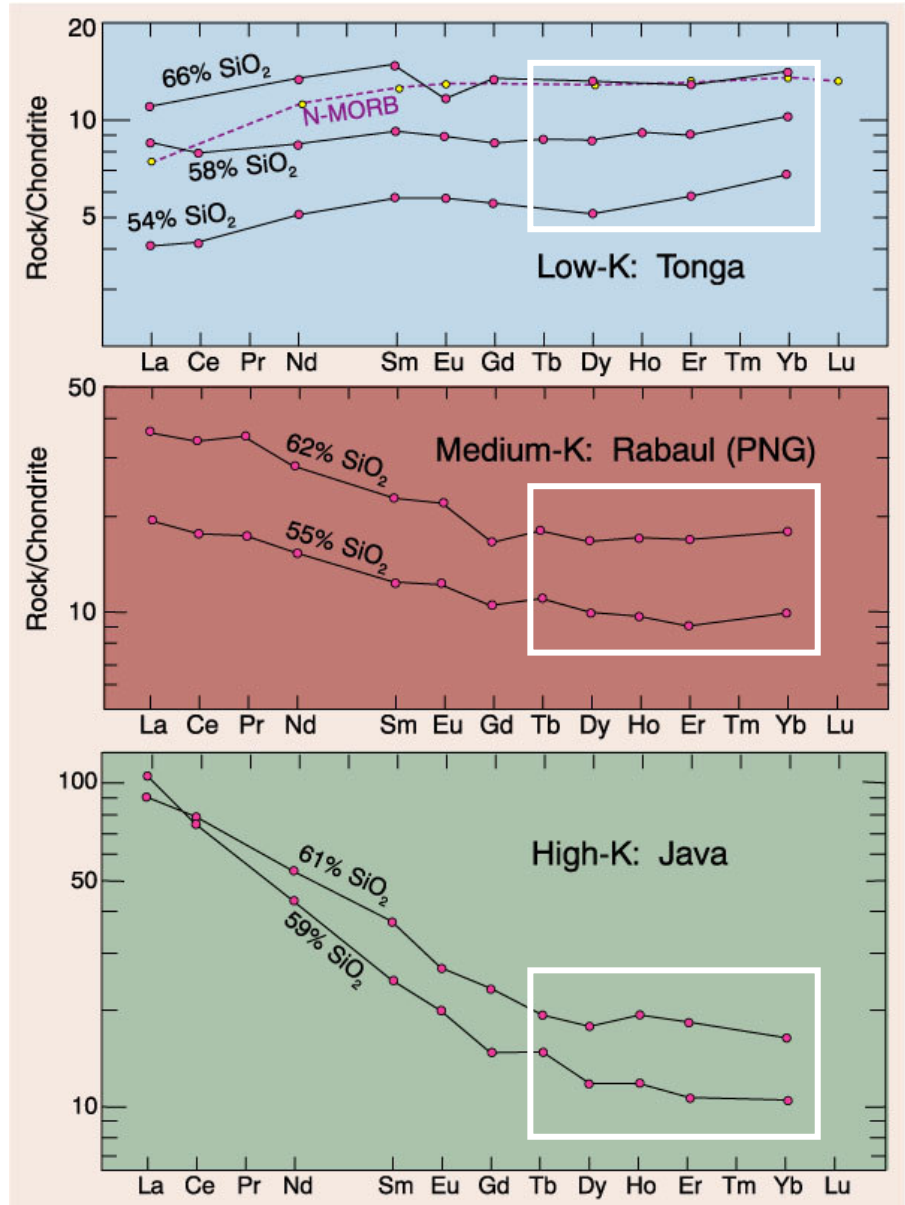 20
66% SiO₂
N-MORB
10
58% SiO₂
5
54% SiO₂
Low-K: Tonga
Rock/Chondrite
La Ce Pr Nd Sm Eu Gd Tb Dy Ho Er Tm Yb Lu
50
62% SiO₂
Medium-K: Rabaul (PNG)
55% SiO₂
10
Rock/Chondrite
La Ce Pr Nd Sm Eu Gd Tb Dy Ho Er Tm Yb Lu
100
61% SiO₂
High-K: Java
50
59% SiO₂
10
La Ce Pr Nd Sm Eu Gd Tb Dy Ho Er Tm Yb Lu